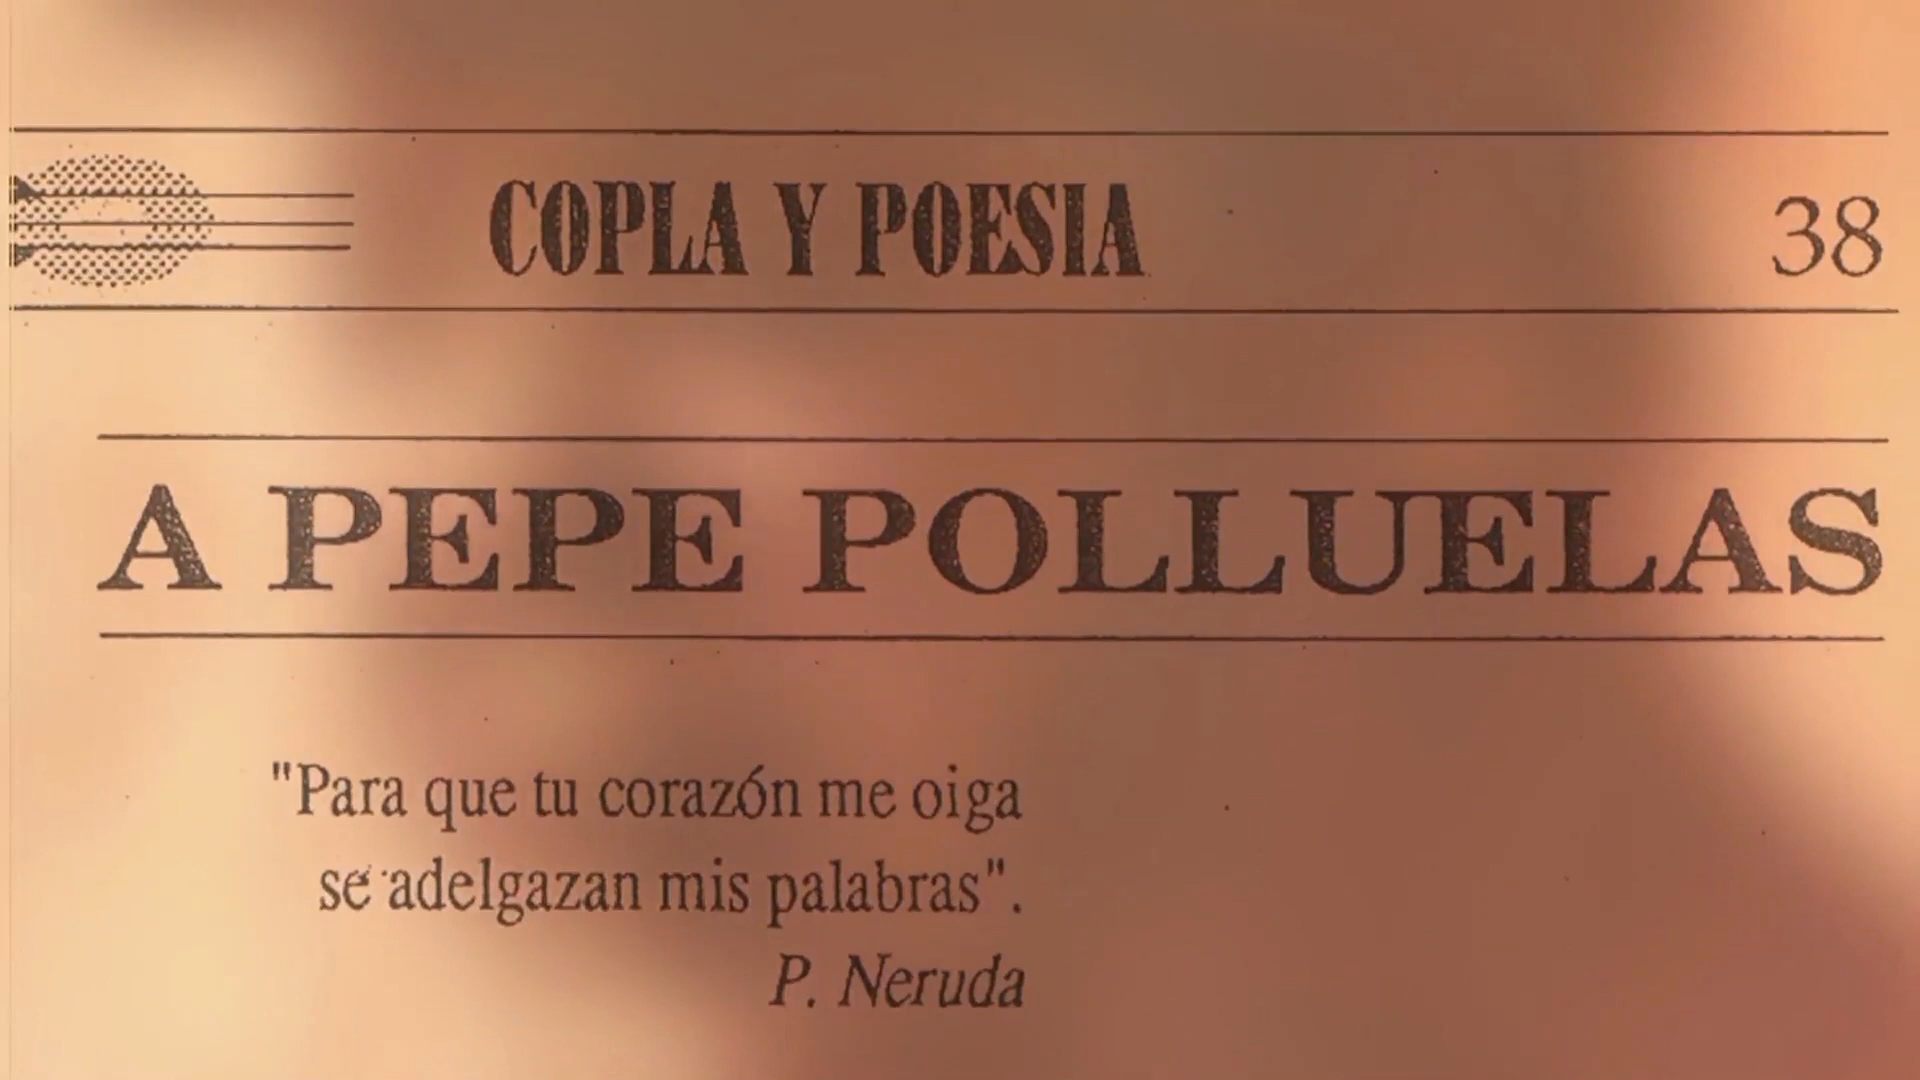 COPLA Y POESIA 38
A PEPE POLLUELAS
"Para que tu corazón me oiga
se adelgazan mis palabras".
P. Neruda